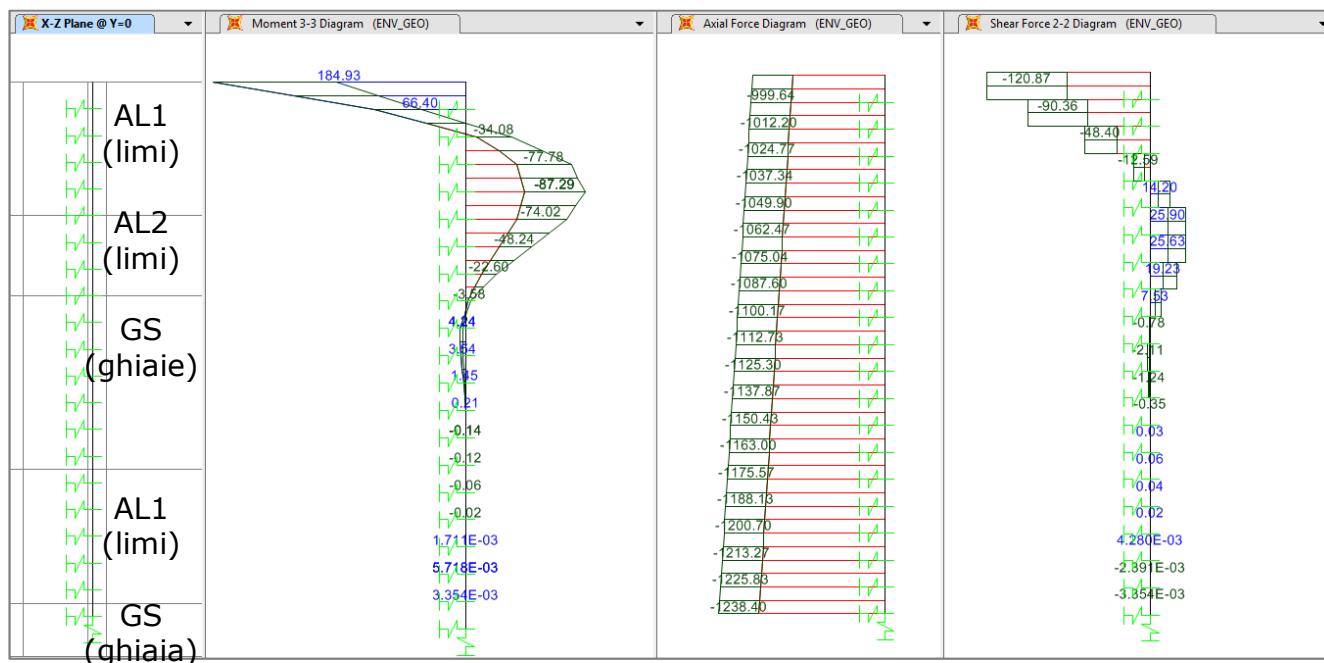 X-Z Plane @ Y=0
AL1
(limi)
AL2
(limi)
GS
(ghiaie)
AL1
(limi)
GS
(ghiaia)
Moment 3-3 Diagram (ENV_GEO)
184.93
66.40
-34.08
-77.78
-87.29
-74.02
-48.24
-22.60
-3.58
4.24
3.54
1.45
0.21
-0.14
-0.12
-0.06
-0.02
1.711E-03
5.718E-03
3.354E-03
Axial Force Diagram (ENV_GEO)
-999.64
-1012.20
-1024.77
-1037.34
-1049.90
-1062.47
-1075.04
-1087.60
-1100.17
-1112.73
-1125.30
-1137.87
-1150.43
-1163.00
-1175.57
-1188.13
-1200.70
-1213.27
-1225.83
-1238.40
Shear Force 2-2 Diagram (ENV_GEO)
-120.87
-90.36
-48.40
-12.59
14.20
25.90
25.63
19.23
7.53
-0.78
-2.11
-1.24
-0.35
0.03
0.06
0.04
0.02
4.280E-03
-2.391E-03
-3.354E-03